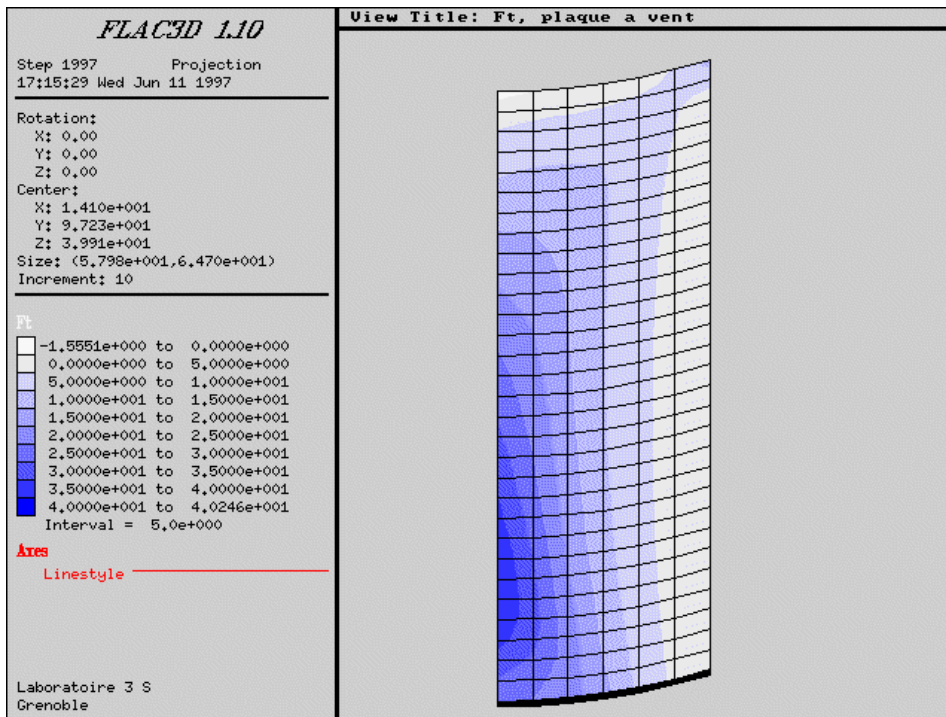 FLAC3D 1.10
Step 1997 Projection
17:15:29 Wed Jun 11 1997
Rotation:
X: 0.00
Y: 0.00
Z: 0.00
Center:
X: 1.410e+001
Y: 9.723e+001
Z: 3.991e+001
Size: (5.798e+001,6.470e+001)
Increment: 10
Ft
-1.5551e+000 to 0.0000e+000
0.0000e+000 to 5.0000e+000
5.0000e+000 to 1.0000e+001
1.0000e+001 to 1.5000e+001
1.5000e+001 to 2.0000e+001
2.0000e+001 to 2.5000e+001
2.5000e+001 to 3.0000e+001
3.0000e+001 to 3.5000e+001
3.5000e+001 to 4.0000e+001
4.0000e+001 to 4.0246e+001
Interval = 5.0e+000
Axes
Linestyle
Laboratoire 3 S
Grenoble
View Title: Ft, plaque a vent